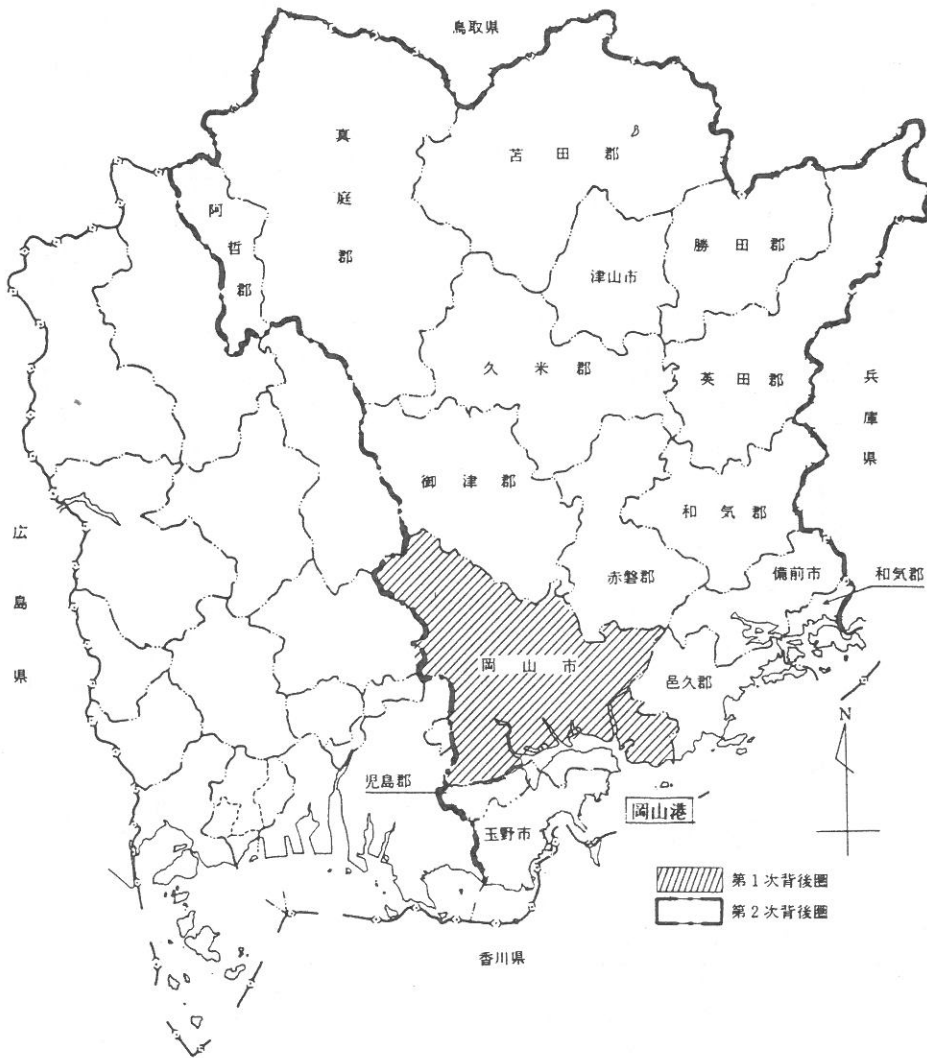 鳥取県
真庭郡
苫田郡
阿哲郡
勝田郡
津山市
久米郡
英田郡
兵庫県
御津郡
和気郡
広島県
赤磐郡
備前市
和気郡
岡山市
邑久郡
N
児島郡
岡山港
玉野市
第1次背後圏
第2次背後圏
香川県